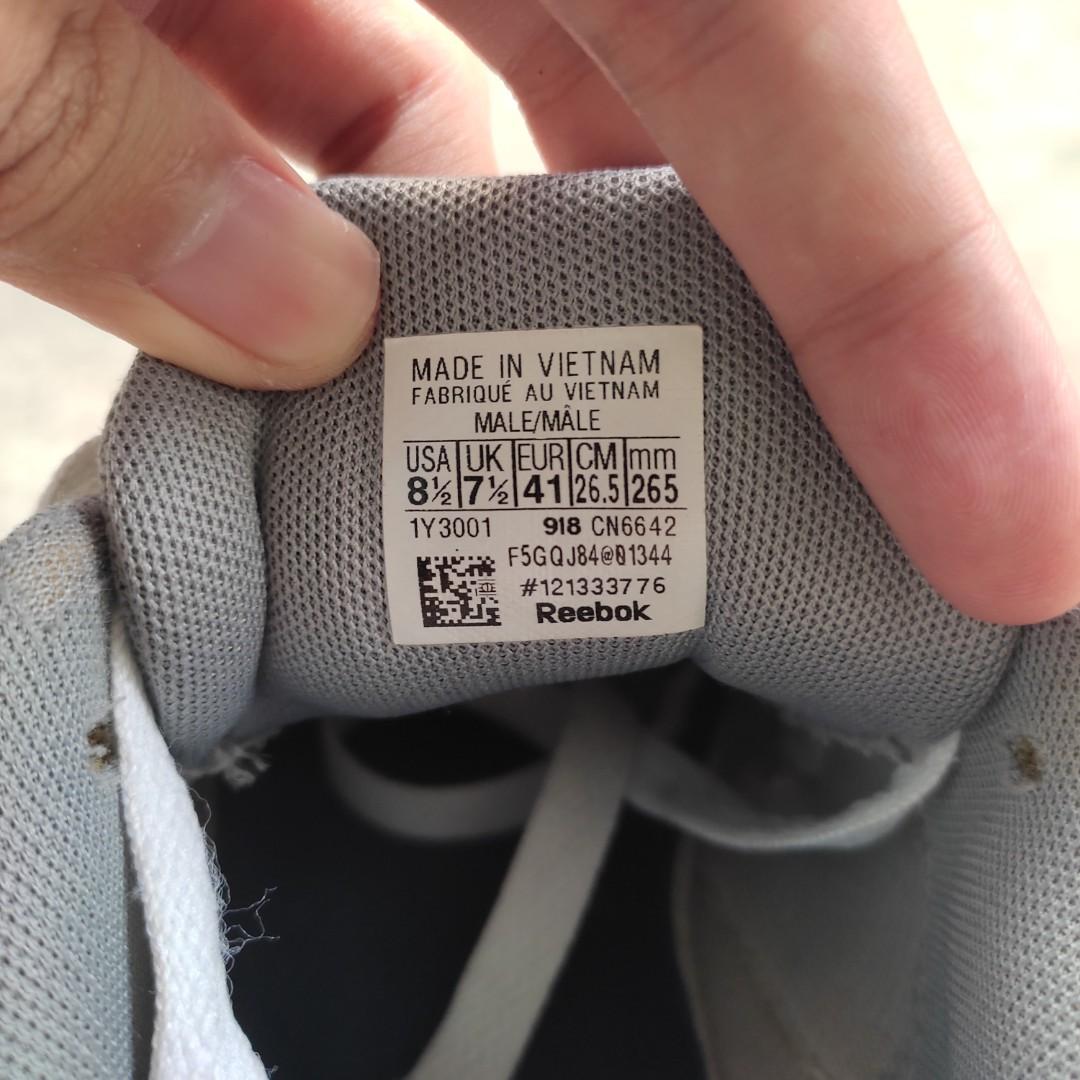 MADE IN VIETNAM
FABRIQUÉ AU VIETNAM
MALE/MÂLE
USA UK EUR CM mm
8½ 7½ 41 26.5 265
1Y3001 918 CN6642
F5GQJ84@01344
#121333776
Reebok